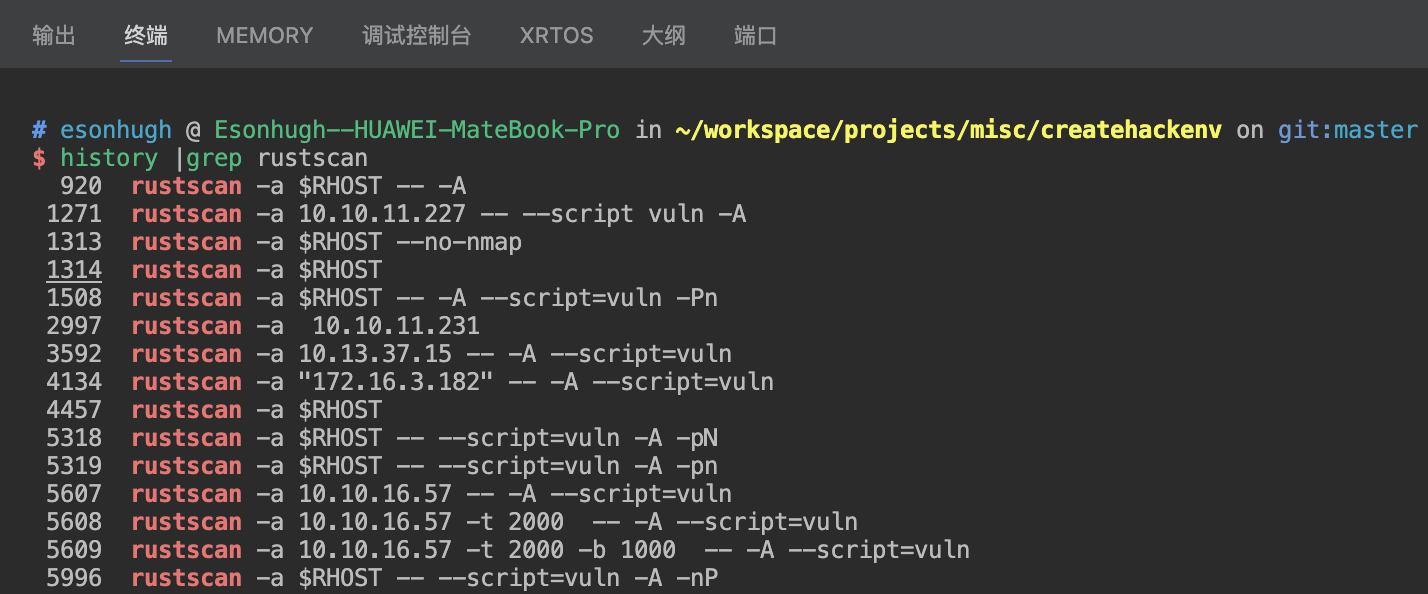 输出 终端 MEMORY 调试控制台 XRTOS 大纲 端口
# esonhugh @ Esonhugh--HUAWEI-MateBook-Pro in ~/workspace/projects/misc/createhackenv on git:master
$ history |grep rustscan
920 rustscan -a $RHOST -- -A
1271 rustscan -a 10.10.11.227 -- --script vuln -A
1313 rustscan -a $RHOST --no-nmap
1314 rustscan -a $RHOST
1508 rustscan -a $RHOST -- -A --script=vuln -Pn
2997 rustscan -a  10.10.11.231
3592 rustscan -a 10.13.37.15 -- -A --script=vuln
4134 rustscan -a "172.16.3.182" -- -A --script=vuln
4457 rustscan -a $RHOST
5318 rustscan -a $RHOST -- --script=vuln -A -pN
5319 rustscan -a $RHOST -- --script=vuln -A -pn
5607 rustscan -a 10.10.16.57 -- -A --script=vuln
5608 rustscan -a 10.10.16.57 -t 2000  -- -A --script=vuln
5609 rustscan -a 10.10.16.57 -t 2000 -b 1000  -- -A --script=vuln
5996 rustscan -a $RHOST -- --script=vuln -A -nP